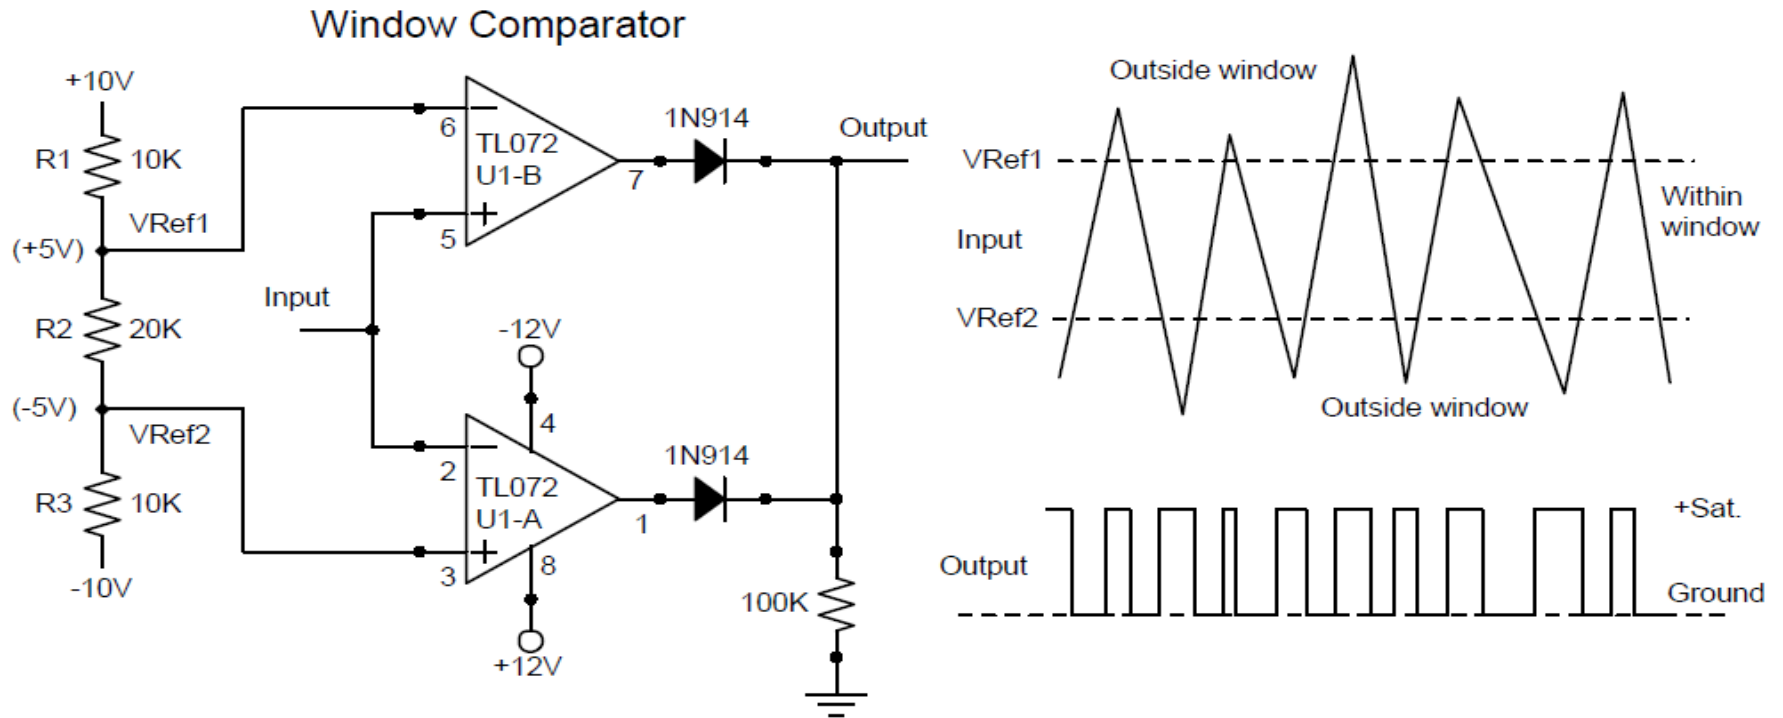 Window Comparator
+10V
R1 10K
VRef1
(+5V)
R2 20K
(-5V)
VRef2
R3 10K
-10V
Input
6
TL072
U1-B
5
7
1N914
Output
-12V
4
2
TL072
U1-A
3
8
1
+12V
1N914
100K
Outside window
VRef1
Within
window
Input
VRef2
Outside window
+Sat.
Output
Ground